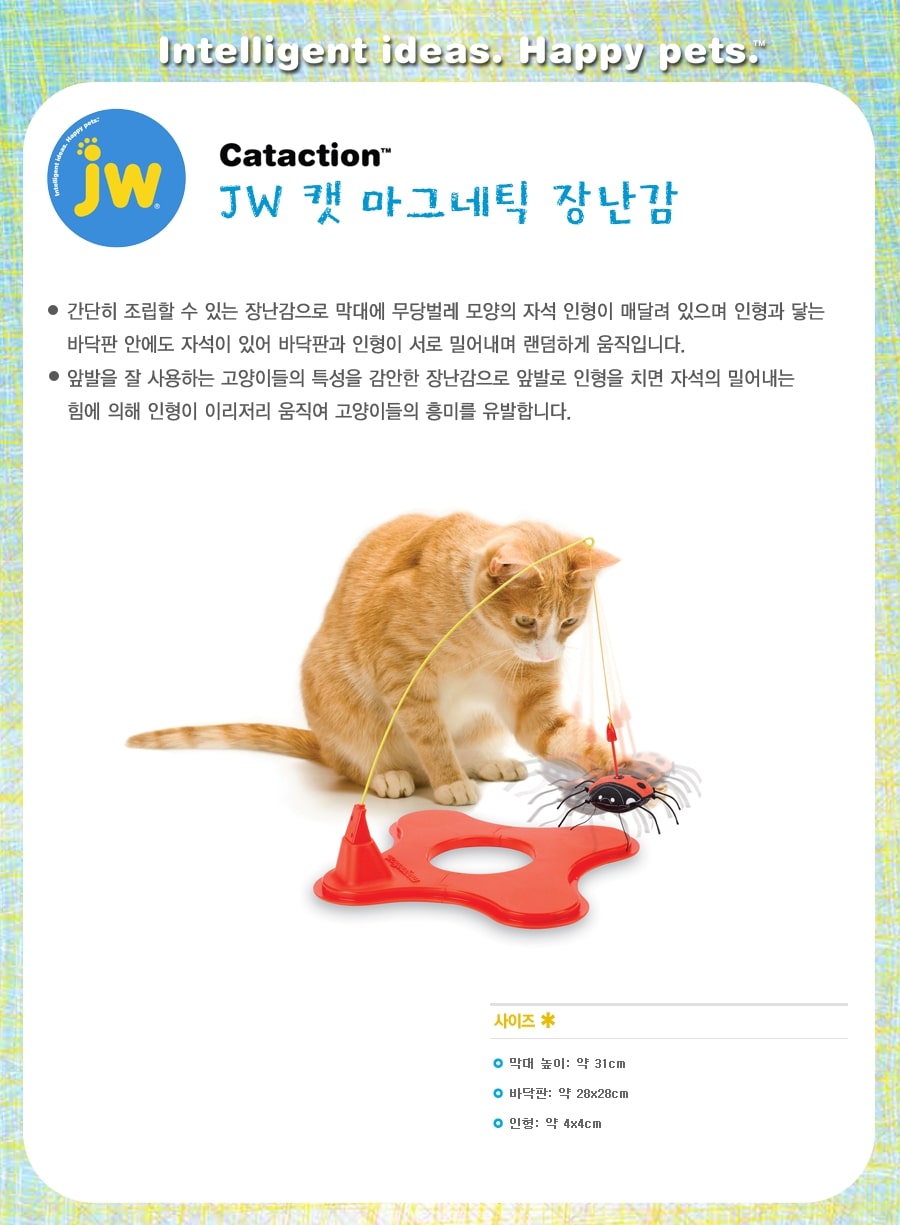 Intelligent ideas. Happy pets.™
Intelligent ideas. Happy pets.™
jw®
Cataction™
JW 캣 마그네틱 장난감
● 간단히 조립할 수 있는 장난감으로 막대에 무당벌레 모양의 자석 인형이 매달려 있으며 인형과 닿는
바닥판 안에도 자석이 있어 바닥판과 인형이 서로 밀어내며 랜덤하게 움직입니다.
● 앞발을 잘 사용하는 고양이들의 특성을 감안한 장난감으로 앞발로 인형을 치면 자석의 밀어내는
힘에 의해 인형이 이리저리 움직여 고양이들의 흥미를 유발합니다.
사이즈 ✱
막대 높이: 약 31cm
바닥판: 약 28x28cm
인형: 약 4x4cm